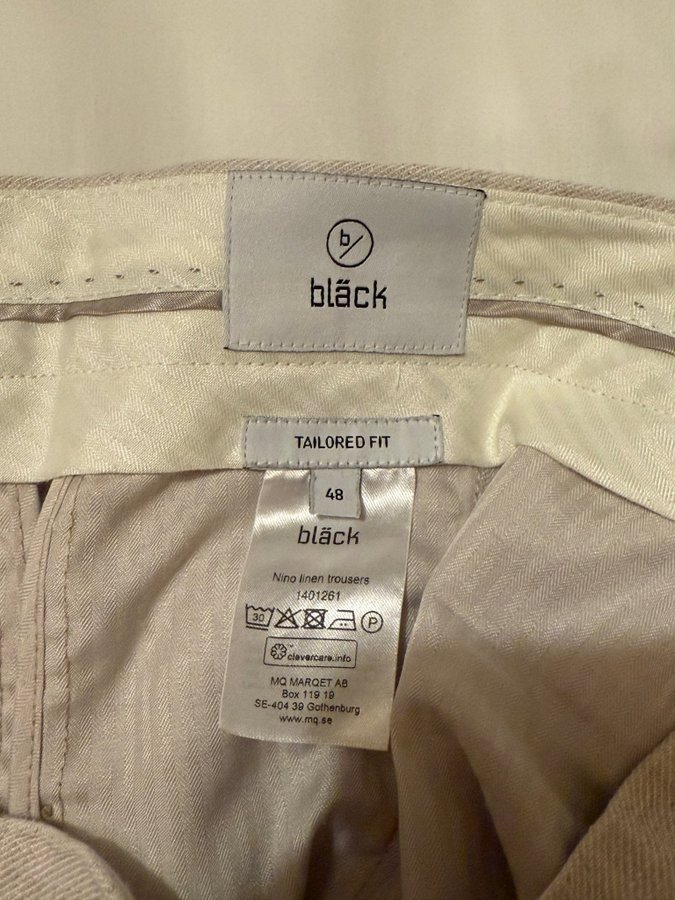 b/
bläck
TAILORED FIT
48
bläck
Nino linen trousers
1401261
30 P
clevercare.info
MQ MARQET AB
Box 119 19
SE-404 39 Gothenburg
www.mq.se